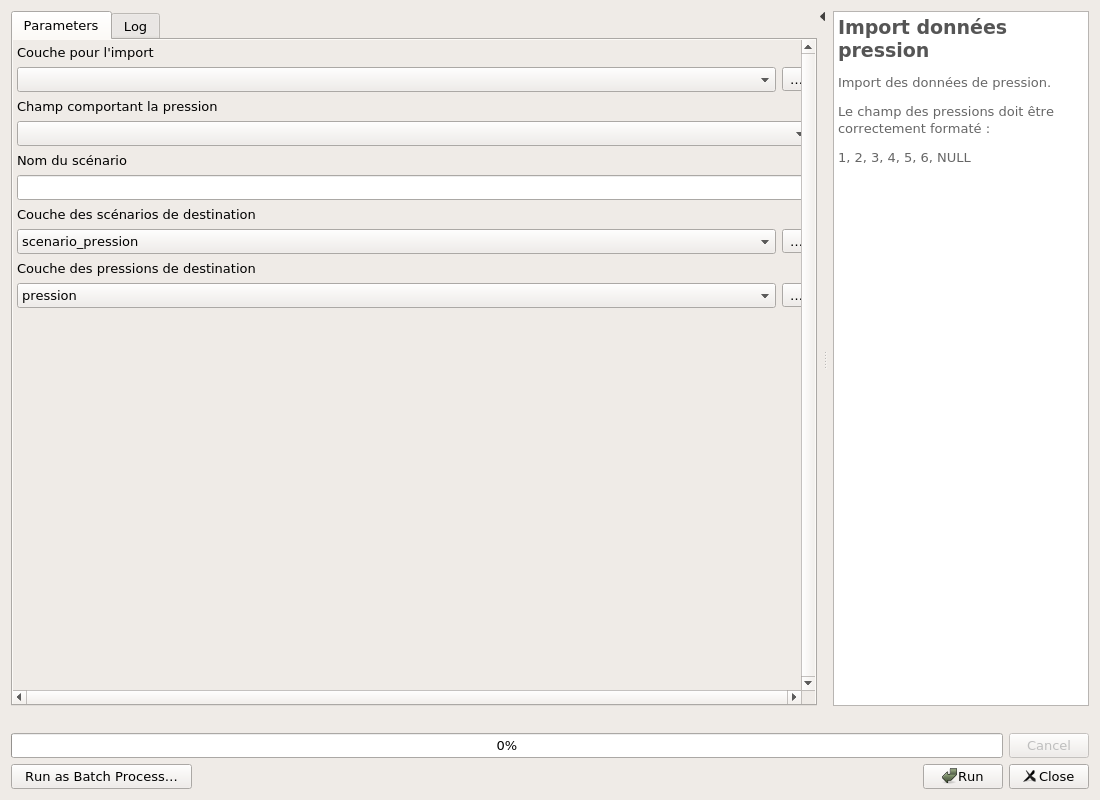 Parameters
Log
Couche pour l'import
...
Champ comportant la pression
Nom du scénario
Couche des scénarios de destination
scenario_pression
...
Couche des pressions de destination
pression
...
Import données
pression
Import des données de pression.
Le champ des pressions doit être
correctement formaté :
1, 2, 3, 4, 5, 6, NULL
0%
Cancel
Run as Batch Process...
Run
Close